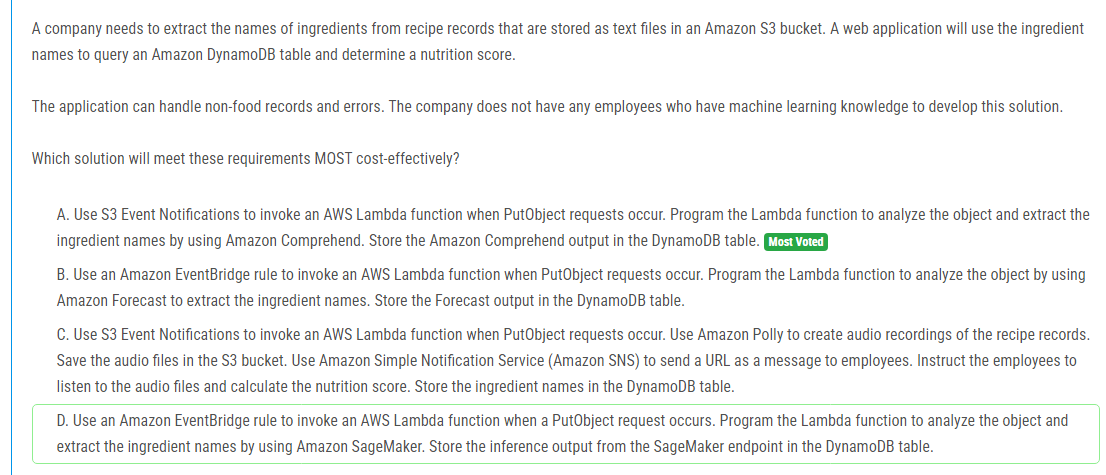 A company needs to extract the names of ingredients from recipe records that are stored as text files in an Amazon S3 bucket. A web application will use the ingredient
names to query an Amazon DynamoDB table and determine a nutrition score.
The application can handle non-food records and errors. The company does not have any employees who have machine learning knowledge to develop this solution.
Which solution will meet these requirements MOST cost-effectively?
A. Use S3 Event Notifications to invoke an AWS Lambda function when PutObject requests occur. Program the Lambda function to analyze the object and extract the
ingredient names by using Amazon Comprehend. Store the Amazon Comprehend output in the DynamoDB table. Most Voted
B. Use an Amazon EventBridge rule to invoke an AWS Lambda function when PutObject requests occur. Program the Lambda function to analyze the object by using
Amazon Forecast to extract the ingredient names. Store the Forecast output in the DynamoDB table.
C. Use S3 Event Notifications to invoke an AWS Lambda function when PutObject requests occur. Use Amazon Polly to create audio recordings of the recipe records.
Save the audio files in the S3 bucket. Use Amazon Simple Notification Service (Amazon SNS) to send a URL as a message to employees. Instruct the employees to
listen to the audio files and calculate the nutrition score. Store the ingredient names in the DynamoDB table.
D. Use an Amazon EventBridge rule to invoke an AWS Lambda function when a PutObject request occurs. Program the Lambda function to analyze the object and
extract the ingredient names by using Amazon SageMaker. Store the inference output from the SageMaker endpoint in the DynamoDB table.